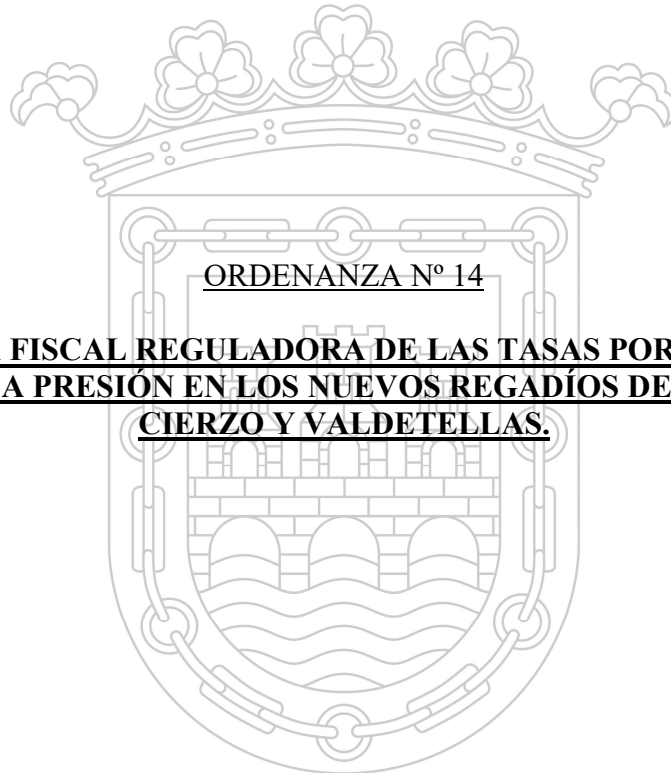 ORDENANZA Nº 14
FISCAL REGULADORA DE LAS TASAS POR
A PRESIÓN EN LOS NUEVOS REGADÍOS DE
CIERZO Y VALDETELLAS.